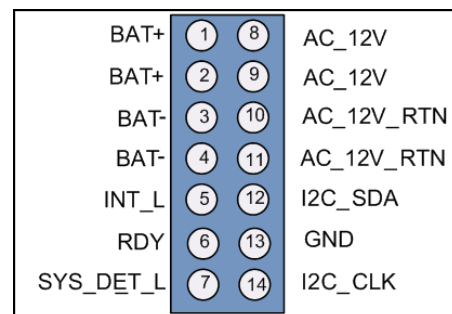 BAT+ 1 8 AC_12V
BAT+ 2 9 AC_12V
BAT- 3 10 AC_12V_RTN
BAT- 4 11 AC_12V_RTN
INT_L 5 12 I2C_SDA
RDY 6 13 GND
SYS_DET_L 7 14 I2C_CLK